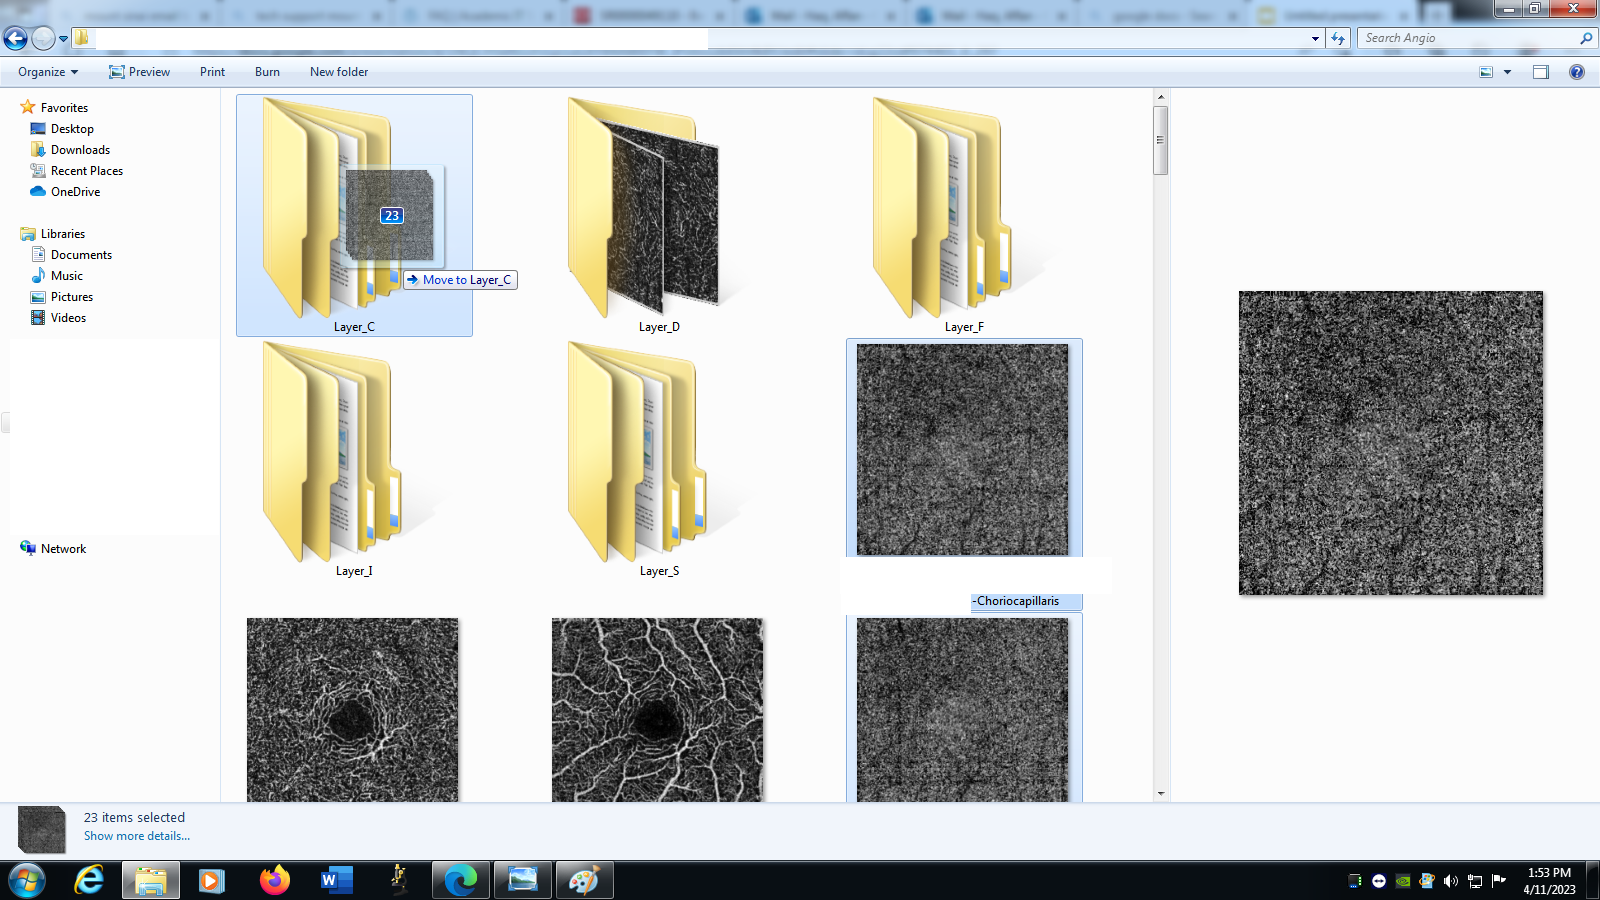 Search Angio
Organize
Preview
Print
Burn
New folder
Favorites
Desktop
Downloads
Recent Places
OneDrive
Libraries
Documents
Music
Pictures
Videos
Network
23
Move to Layer_C
Layer_C
Layer_D
Layer_F
Layer_I
Layer_S
-Choriocapillaris
23 items selected
Show more details...
1:53 PM
4/11/2023